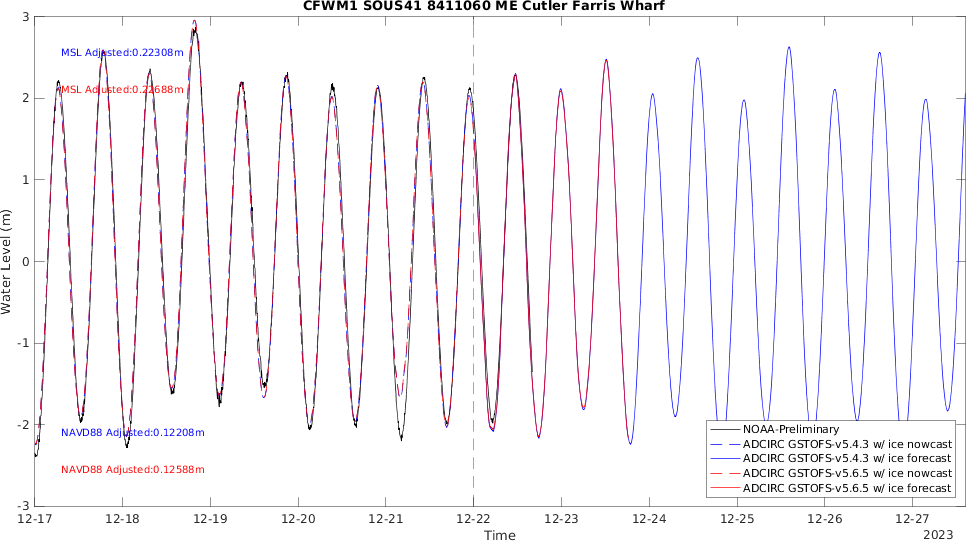 CFWM1 SOUS41 8411060 ME Cutler Farris Wharf
3
MSL Adjusted:0.22308m
2
MSL Adjusted:0.22688m
1
0
Water Level (m)
-1
-2
NAVD88 Adjusted:0.12208m
NAVD88 Adjusted:0.12588m
-3
NOAA-Preliminary
ADCIRC GSTOFS-v5.4.3 w/ ice nowcast
ADCIRC GSTOFS-v5.4.3 w/ ice forecast
ADCIRC GSTOFS-v5.6.5 w/ ice nowcast
ADCIRC GSTOFS-v5.6.5 w/ ice forecast
12-17 12-18 12-19 12-20 12-21 12-22 12-23 12-24 12-25 12-26 12-27
Time
2023